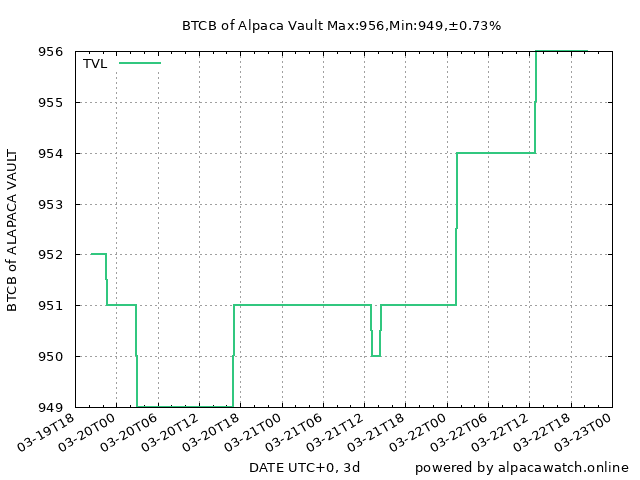 BTCB of Alpaca Vault Max:956,Min:949,±0.73%
TVL
956
955
954
953
952
951
950
949
BTCB of ALAPACA VAULT
03-19T18
03-20T00
03-20T06
03-20T12
03-20T18
03-21T00
03-21T06
03-21T12
03-21T18
03-22T00
03-22T06
03-22T12
03-22T18
03-23T00
DATE UTC+0, 3d
powered by alpacawatch.online